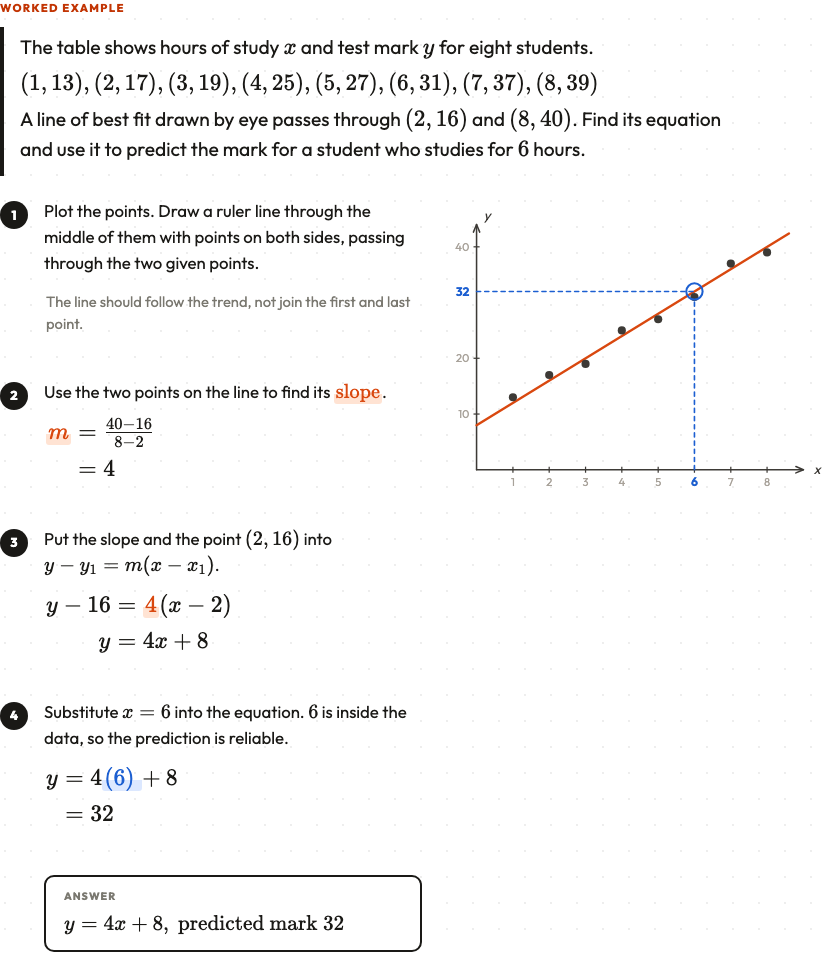 WORKED EXAMPLE
The table shows hours of study x and test mark y for eight students.
(1, 13), (2, 17), (3, 19), (4, 25), (5, 27), (6, 31), (7, 37), (8, 39)
A line of best fit drawn by eye passes through (2, 16) and (8, 40). Find its equation
and use it to predict the mark for a student who studies for 6 hours.
1
Plot the points. Draw a ruler line through the
middle of them with points on both sides, passing
through the two given points.
The line should follow the trend, not join the first and last
point.
y
40
32
20
10
1 2 3 4 5 6 7 8
x
2
Use the two points on the line to find its slope.
m = \frac{40-16}{8-2}
= 4
3
Put the slope and the point (2, 16) into
y − y₁ = m(x − x₁).
y − 16 = 4(x − 2)
y = 4x + 8
4
Substitute x = 6 into the equation. 6 is inside the
data, so the prediction is reliable.
y = 4(6) + 8
= 32
ANSWER
y = 4x + 8, predicted mark 32